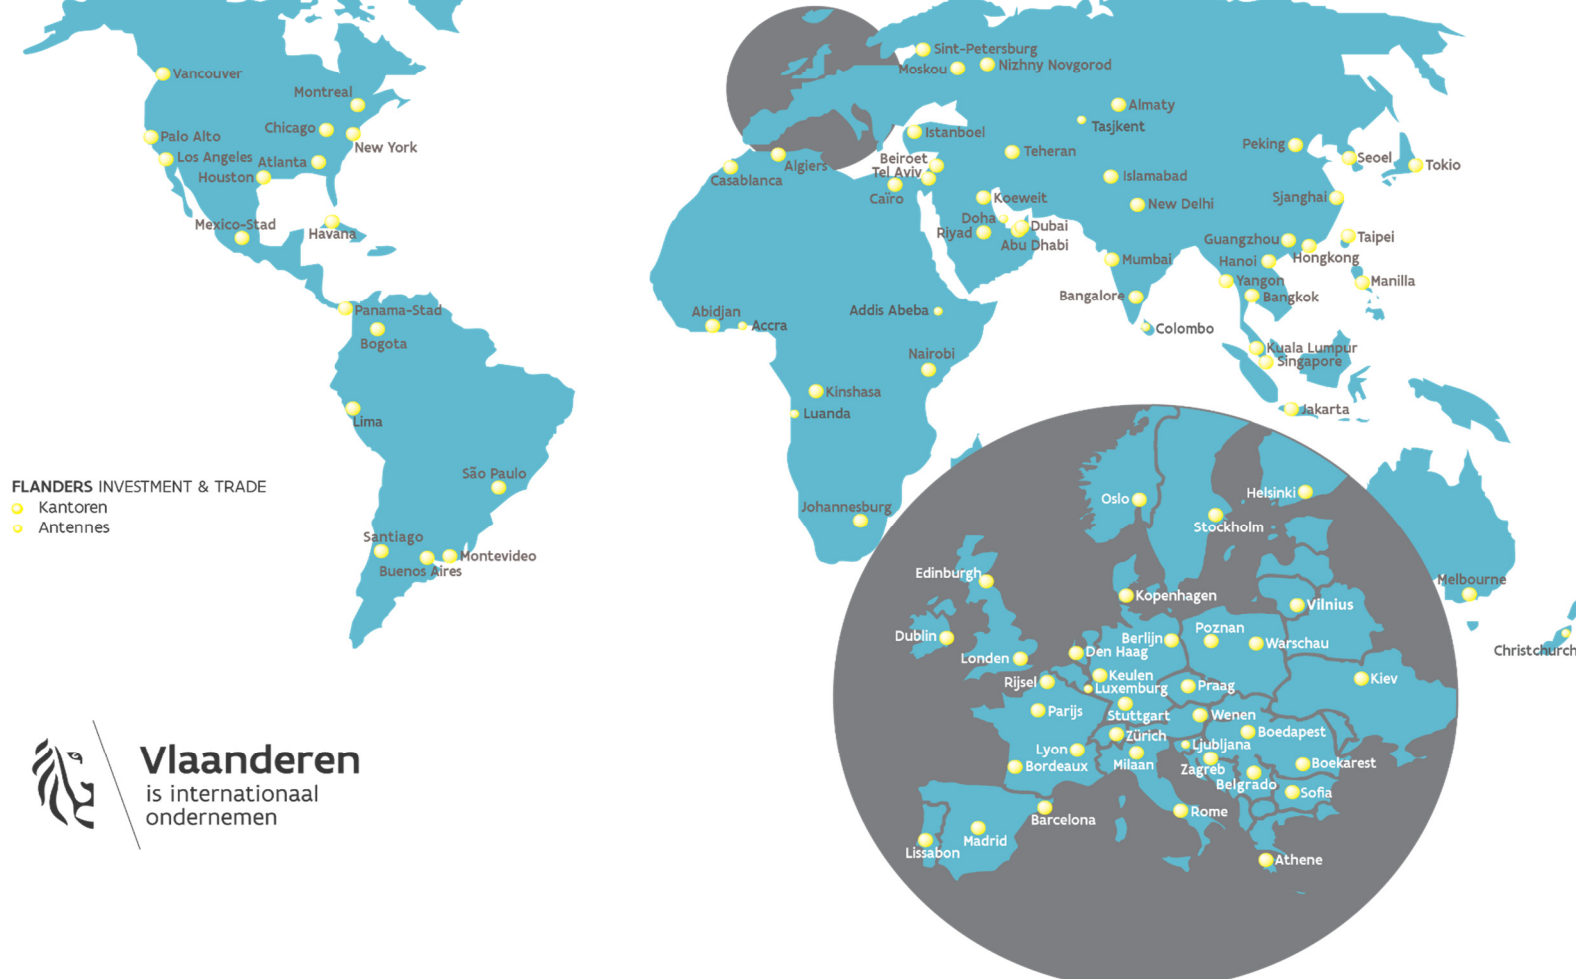 Vancouver
Montreal
Chicago
Palo Alto
New York
Los Angeles
Atlanta
Houston
Mexico-Stad
Havana
Panama-Stad
Bogota
Lima
São Paulo
Santiago
Buenos Aires
Montevideo
FLANDERS INVESTMENT & TRADE
Kantoren
Antennes
Vlaanderen
is internationaal
ondernemen
Sint-Petersburg
Moskou
Nizhny Novgorod
Almaty
Tasjkent
Istanboel
Teheran
Beiroet
Tel Aviv
Caïro
Algiers
Casablanca
Islamabad
New Delhi
Koeweit
Doha
Dubai
Riyad
Abu Dhabi
Mumbai
Bangalore
Colombo
Peking
Seoel
Tokio
Sjanghai
Guangzhou
Taipei
Hongkong
Hanoi
Yangon
Bangkok
Manilla
Kuala Lumpur
Singapore
Jakarta
Abidjan
Accra
Addis Abeba
Nairobi
Kinshasa
Luanda
Johannesburg
Melbourne
Christchurch
Oslo
Helsinki
Stockholm
Edinburgh
Kopenhagen
Vilnius
Dublin
Berlijn
Poznan
Warschau
Londen
Den Haag
Rijsel
Keulen
Luxemburg
Praag
Kiev
Parijs
Stuttgart
Wenen
Zürich
Boedapest
Lyon
Ljubljana
Bordeaux
Milaan
Zagreb
Boekarest
Belgrado
Sofia
Barcelona
Rome
Madrid
Lissabon
Athene